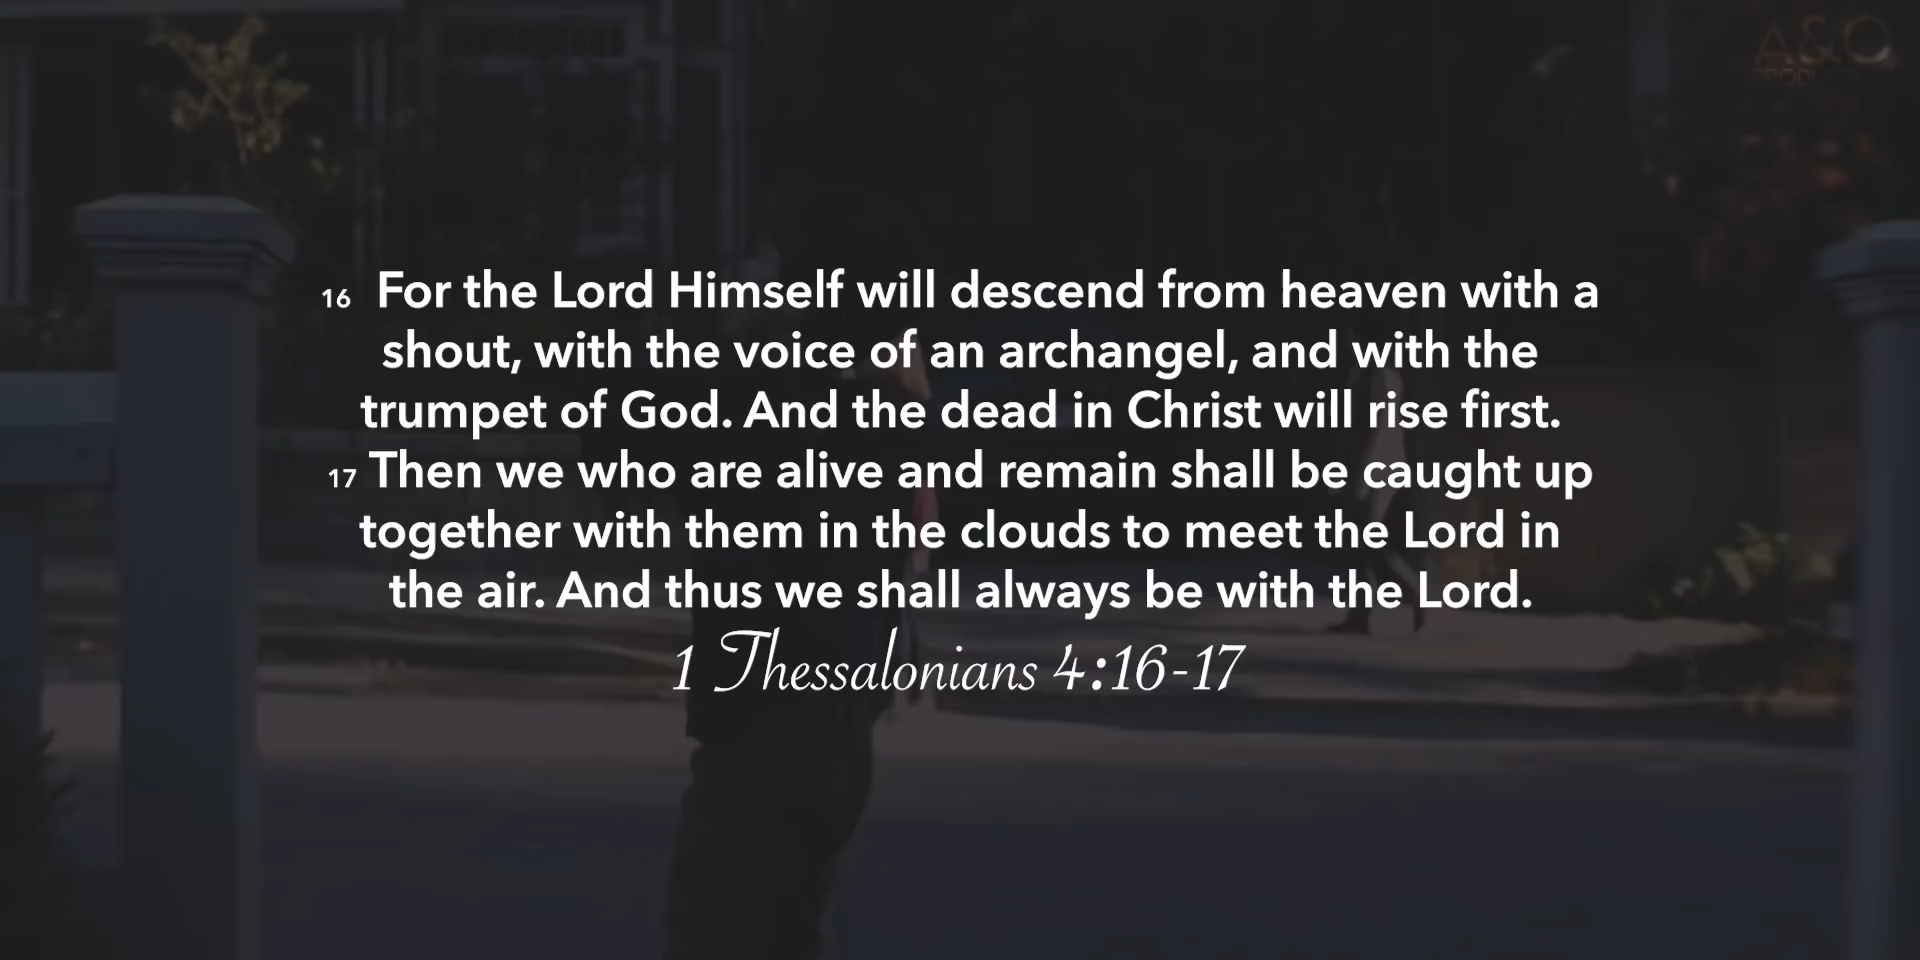 A&O
16 For the Lord Himself will descend from heaven with a
shout, with the voice of an archangel, and with the
trumpet of God. And the dead in Christ will rise first.
17 Then we who are alive and remain shall be caught up
together with them in the clouds to meet the Lord in
the air. And thus we shall always be with the Lord.
1 Thessalonians 4:16-17